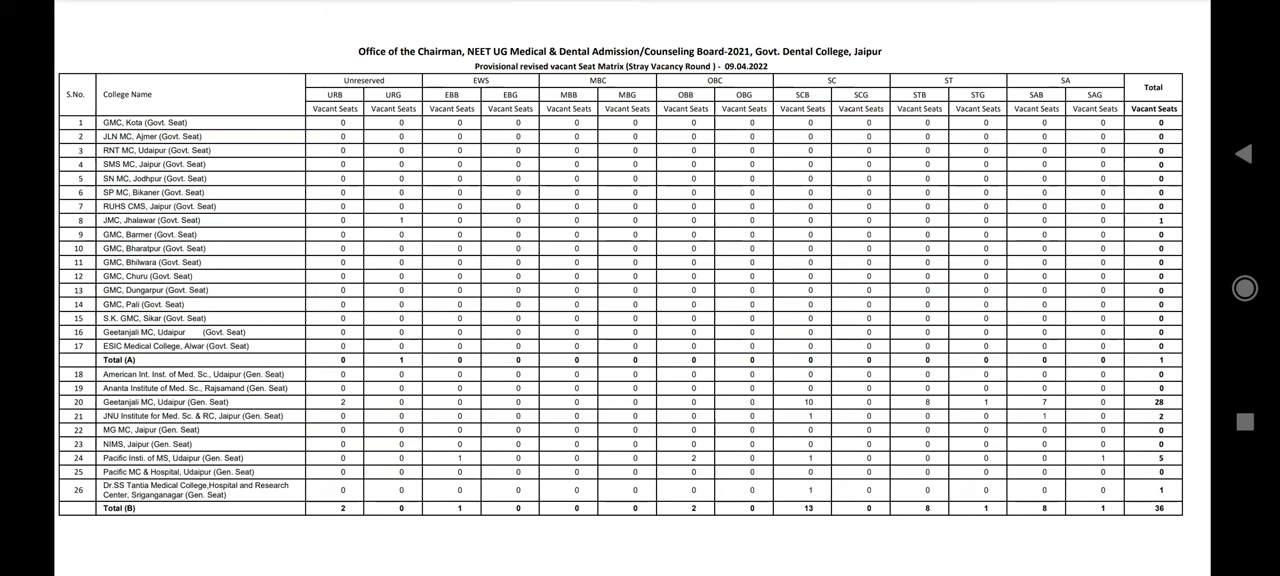 Office of the Chairman, NEET UG Medical & Dental Admission/Counseling Board-2021, Govt. Dental College, Jaipur
Provisional revised vacant Seat Matrix (Stray Vacancy Round ) - 09.04.2022
S.No. College Name Unreserved EWS MBC OBC SC ST SA Total
URB URG EBB EBG MBB MBG OBB OBG SCB SCG STB STG SAB SAG
Vacant Seats Vacant Seats Vacant Seats Vacant Seats Vacant Seats Vacant Seats Vacant Seats Vacant Seats Vacant Seats Vacant Seats Vacant Seats Vacant Seats Vacant Seats Vacant Seats Vacant Seats
1 GMC, Kota (Govt. Seat) 0 0 0 0 0 0 0 0 0 0 0 0 0 0 0
2 JLN MC, Ajmer (Govt. Seat) 0 0 0 0 0 0 0 0 0 0 0 0 0 0 0
3 RNT MC, Udaipur (Govt. Seat) 0 0 0 0 0 0 0 0 0 0 0 0 0 0 0
4 SMS MC, Jaipur (Govt. Seat) 0 0 0 0 0 0 0 0 0 0 0 0 0 0 0
5 SN MC, Jodhpur (Govt. Seat) 0 0 0 0 0 0 0 0 0 0 0 0 0 0 0
6 SP MC, Bikaner (Govt. Seat) 0 0 0 0 0 0 0 0 0 0 0 0 0 0 0
7 RUHS CMS, Jaipur (Govt. Seat) 0 0 0 0 0 0 0 0 0 0 0 0 0 0 0
8 JMC, Jhalawar (Govt. Seat) 0 1 0 0 0 0 0 0 0 0 0 0 0 0 1
9 GMC, Barmer (Govt. Seat) 0 0 0 0 0 0 0 0 0 0 0 0 0 0 0
10 GMC, Bharatpur (Govt. Seat) 0 0 0 0 0 0 0 0 0 0 0 0 0 0 0
11 GMC, Bhilwara (Govt. Seat) 0 0 0 0 0 0 0 0 0 0 0 0 0 0 0
12 GMC, Churu (Govt. Seat) 0 0 0 0 0 0 0 0 0 0 0 0 0 0 0
13 GMC, Dungarpur (Govt. Seat) 0 0 0 0 0 0 0 0 0 0 0 0 0 0 0
14 GMC, Pali (Govt. Seat) 0 0 0 0 0 0 0 0 0 0 0 0 0 0 0
15 S.K. GMC, Sikar (Govt. Seat) 0 0 0 0 0 0 0 0 0 0 0 0 0 0 0
16 Geetanjali MC, Udaipur (Govt. Seat) 0 0 0 0 0 0 0 0 0 0 0 0 0 0 0
17 ESIC Medical College, Alwar (Govt. Seat) 0 0 0 0 0 0 0 0 0 0 0 0 0 0 0
Total (A) 0 1 0 0 0 0 0 0 0 0 0 0 0 0 1
18 American Int. Inst. of Med. Sc., Udaipur (Gen. Seat) 0 0 0 0 0 0 0 0 0 0 0 0 0 0 0
19 Ananta Institute of Med. Sc., Rajsamand (Gen. Seat) 0 0 0 0 0 0 0 0 0 0 0 0 0 0 0
20 Geetanjali MC, Udaipur (Gen. Seat) 2 0 0 0 0 0 0 0 10 0 8 1 7 0 28
21 JNU Institute for Med. Sc. & RC, Jaipur (Gen. Seat) 0 0 0 0 0 0 0 0 1 0 0 0 1 0 2
22 MG MC, Jaipur (Gen. Seat) 0 0 0 0 0 0 0 0 0 0 0 0 0 0 0
23 NIMS, Jaipur (Gen. Seat) 0 0 0 0 0 0 0 0 0 0 0 0 0 0 0
24 Pacific Insti. of MS, Udaipur (Gen. Seat) 0 0 1 0 0 0 2 0 1 0 0 0 0 1 5
25 Pacific MC & Hospital, Udaipur (Gen. Seat) 0 0 0 0 0 0 0 0 0 0 0 0 0 0 0
26 Dr.SS Tantia Medical College,Hospital and Research
Center, Sriganganagar (Gen. Seat) 0 0 0 0 0 0 0 0 1 0 0 0 0 0 1
Total (B) 2 0 1 0 0 0 2 0 13 0 8 1 8 1 36